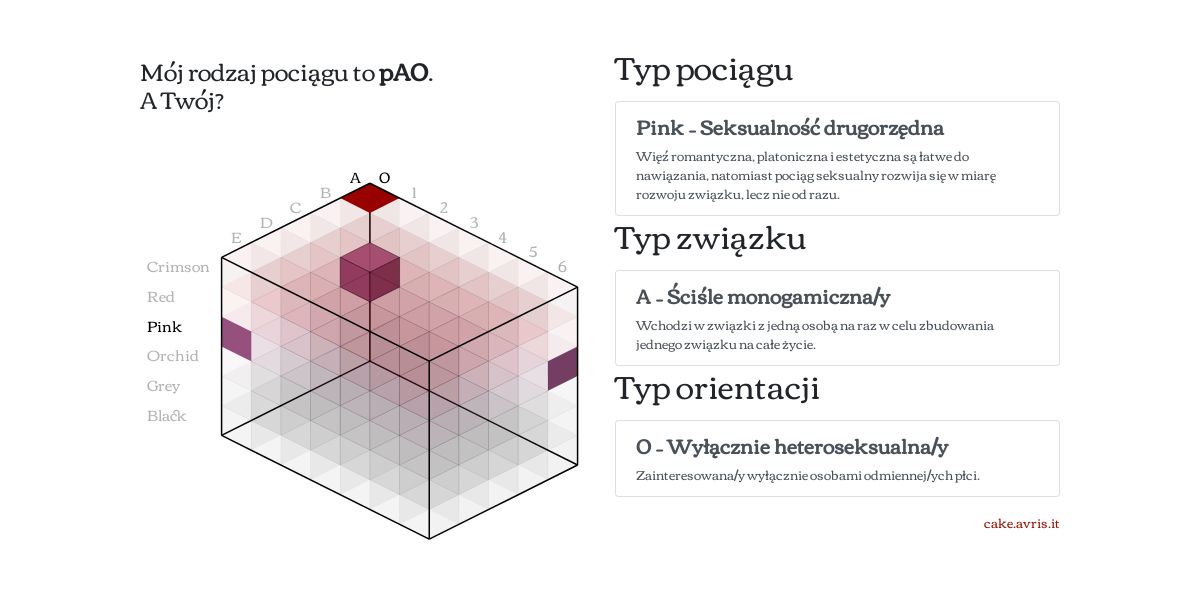 Mój rodzaj pociągu to pAO.
A Twój?
A O
B 1
C 2
D 3
E 4
5
6
Crimson
Red
Pink
Orchid
Grey
Black
Typ pociągu
Pink - Seksualność drugorzędna
Więź romantyczna, platoniczna i estetyczna są łatwe do
nawiązania, natomiast pociąg seksualny rozwija się w miarę
rozwoju związku, lecz nie od razu.
Typ związku
A - Ściśle monogamiczna/y
Wchodzi w związki z jedną osobą na raz w celu zbudowania
jednego związku na całe życie.
Typ orientacji
O - Wyłącznie heteroseksualna/y
Zainteresowana/y wyłącznie osobami odmiennej/ych płci.
cake.avris.it